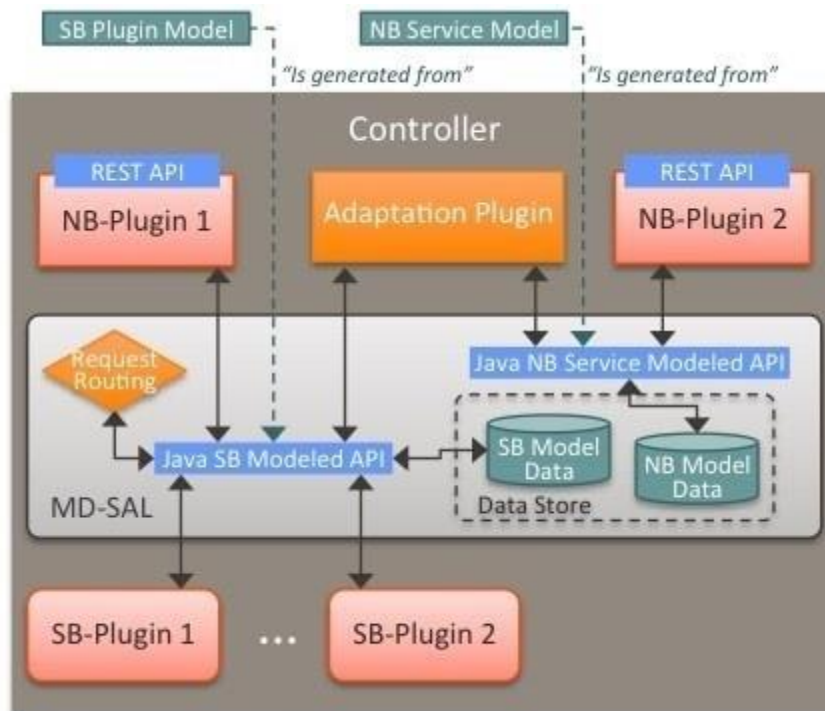 SB Plugin Model
NB Service Model
“Is generated from”
“Is generated from”
Controller
REST API
NB-Plugin 1
Adaptation Plugin
REST API
NB-Plugin 2
Request
Routing
Java NB Service Modeled API
Java SB Modeled API
SB Model
Data
NB Model
Data
Data Store
MD-SAL
SB-Plugin 1
...
SB-Plugin 2